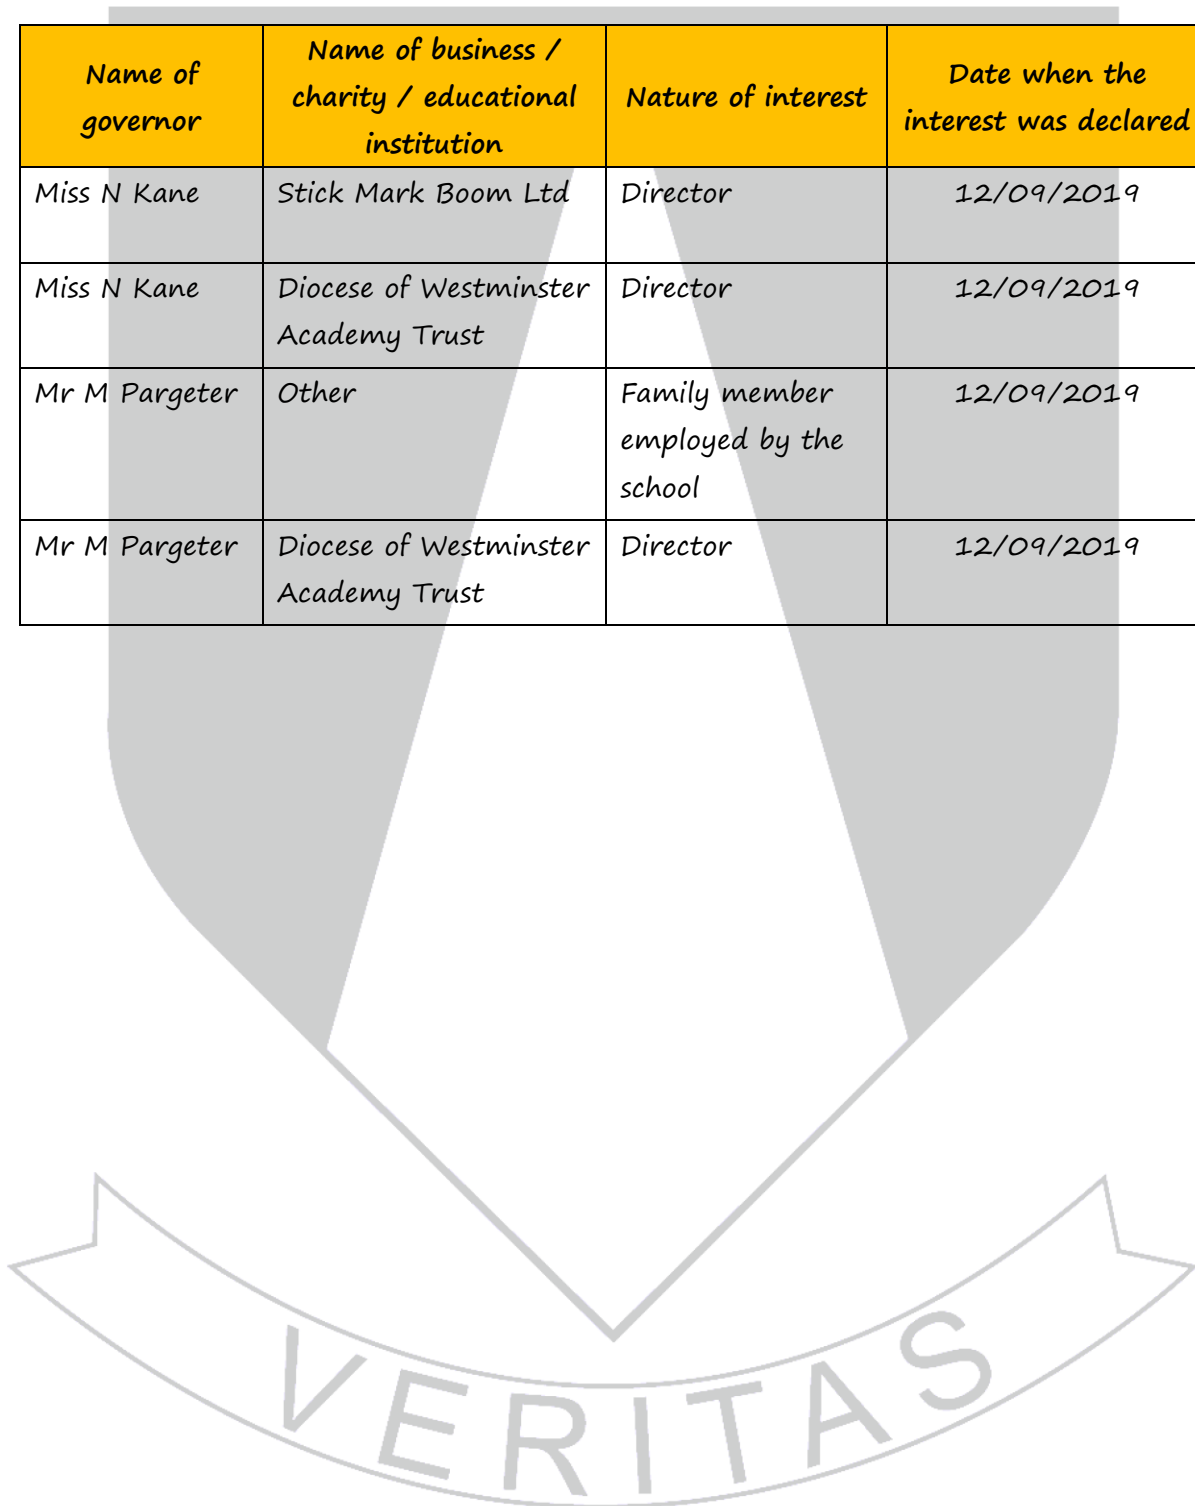 Name of governor
Name of business / charity / educational institution
Nature of interest
Date when the interest was declared
Miss N Kane
Stick Mark Boom Ltd
Director
12/09/2019
Miss N Kane
Diocese of Westminster
Academy Trust
Director
12/09/2019
Mr M Pargeter
Other
Family member
employed by the
school
12/09/2019
Mr M Pargeter
Diocese of Westminster
Academy Trust
Director
12/09/2019
VERITAS